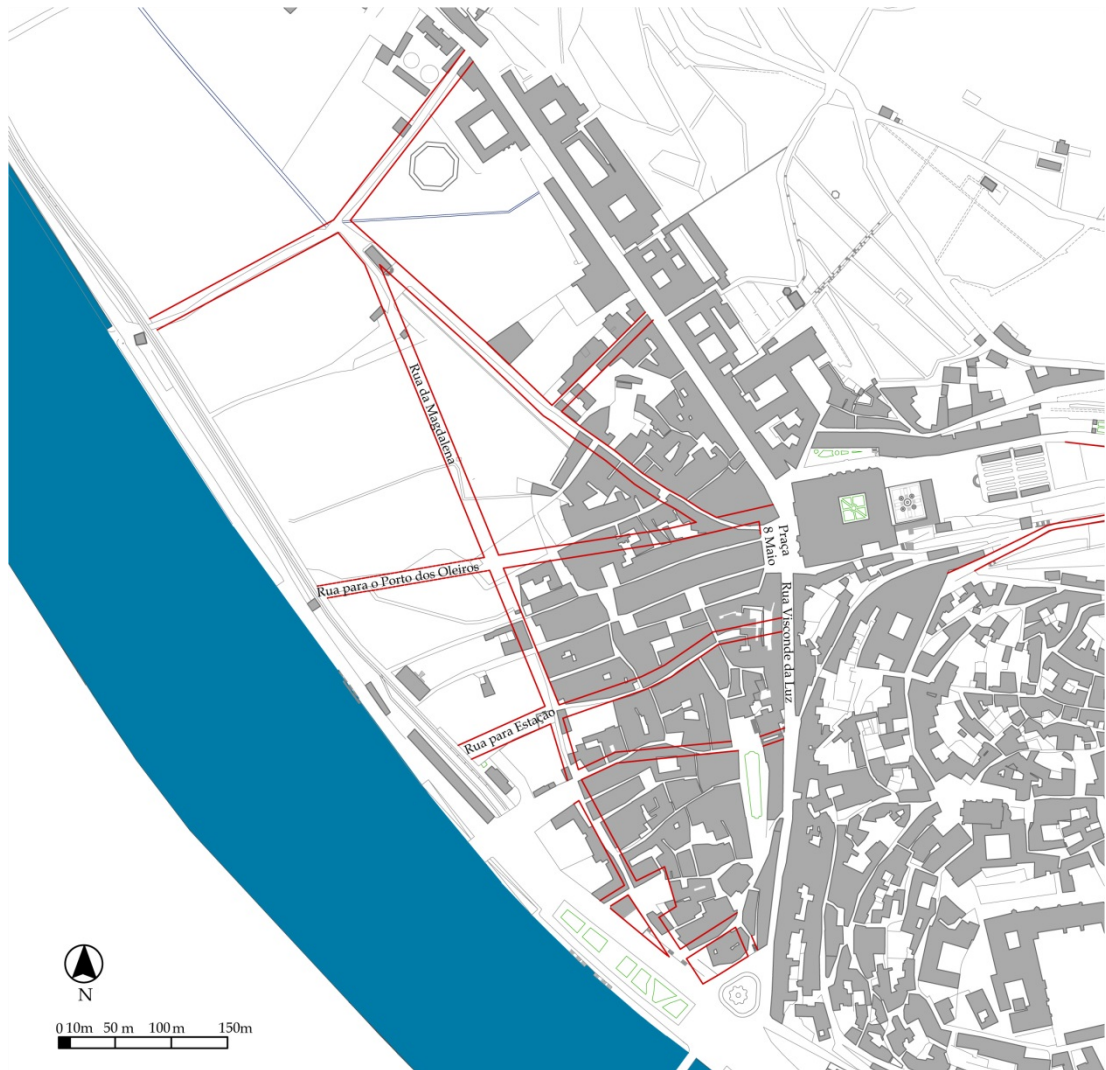 Rua da Magdalena
Praça
8 Maio
Rua para o Porto dos Oleiros
Rua Visconde da Luz
Rua para Estação
N
0 10m 50 m 100 m 150m